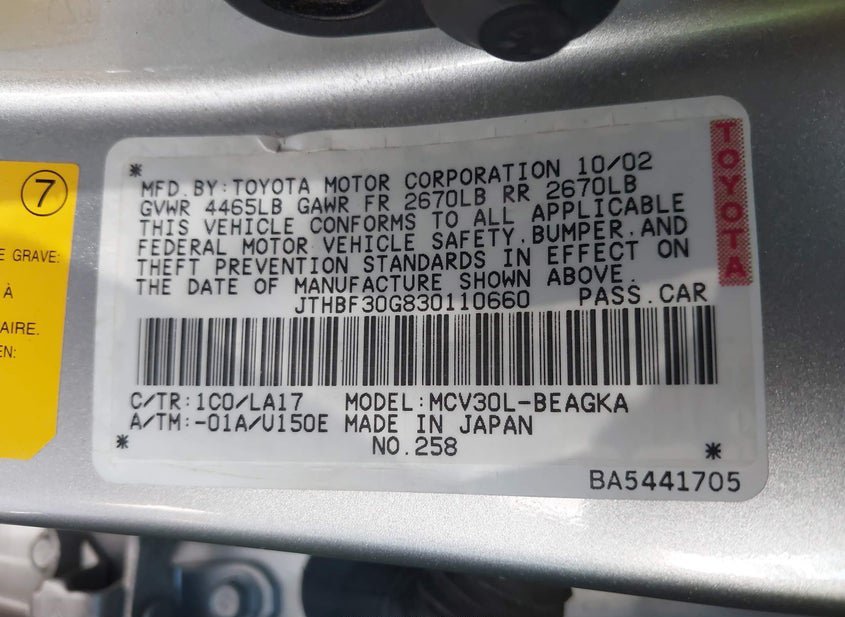 7
E GRAVE:
À
AIRE.
EN:
* MFD.BY:TOYOTA MOTOR CORPORATION 10/02
GVWR 4465LB GAWR FR 2670LB RR 2670LB
THIS VEHICLE CONFORMS TO ALL APPLICABLE
FEDERAL MOTOR VEHICLE SAFETY,BUMPER,AND
THEFT PREVENTION STANDARDS IN EFFECT ON
THE DATE OF MANUFACTURE SHOWN ABOVE.
JTHBF30G830110660 PASS.CAR
C/TR:1C0/LA17 MODEL:MCV30L-BEAGKA
A/TM:-01A/U150E MADE IN JAPAN
* NO.258 *
BA5441705
TOYOTA